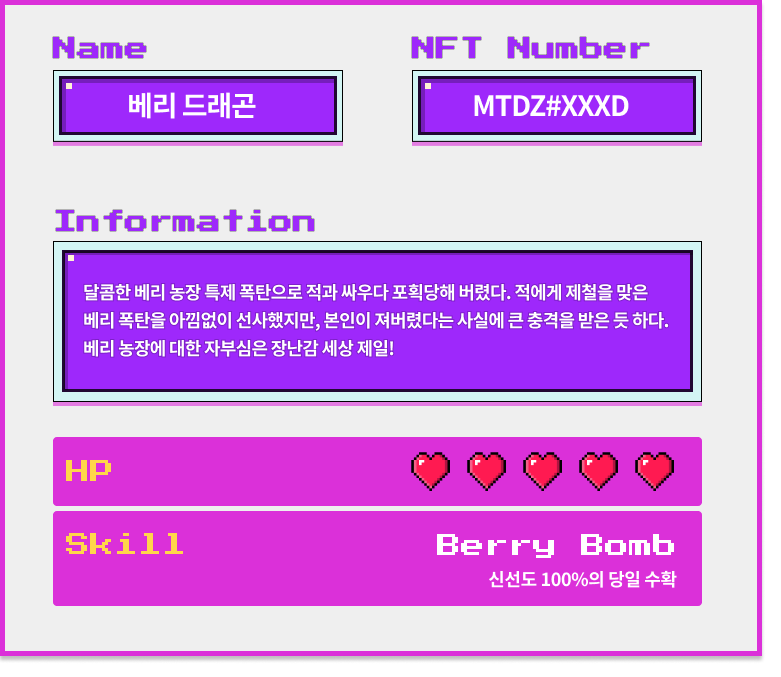 Name
NFT Number
베리 드래곤
MTDZ#XXXD
Information
달콤한 베리 농장 특제 폭탄으로 적과 싸우다 포획당해 버렸다. 적에게 제철을 맞은
베리 폭탄을 아낌없이 선사했지만, 본인이 져버렸다는 사실에 큰 충격을 받은 듯 하다.
베리 농장에 대한 자부심은 장난감 세상 제일!
HP
Skill
Berry Bomb
신선도 100%의 당일 수확